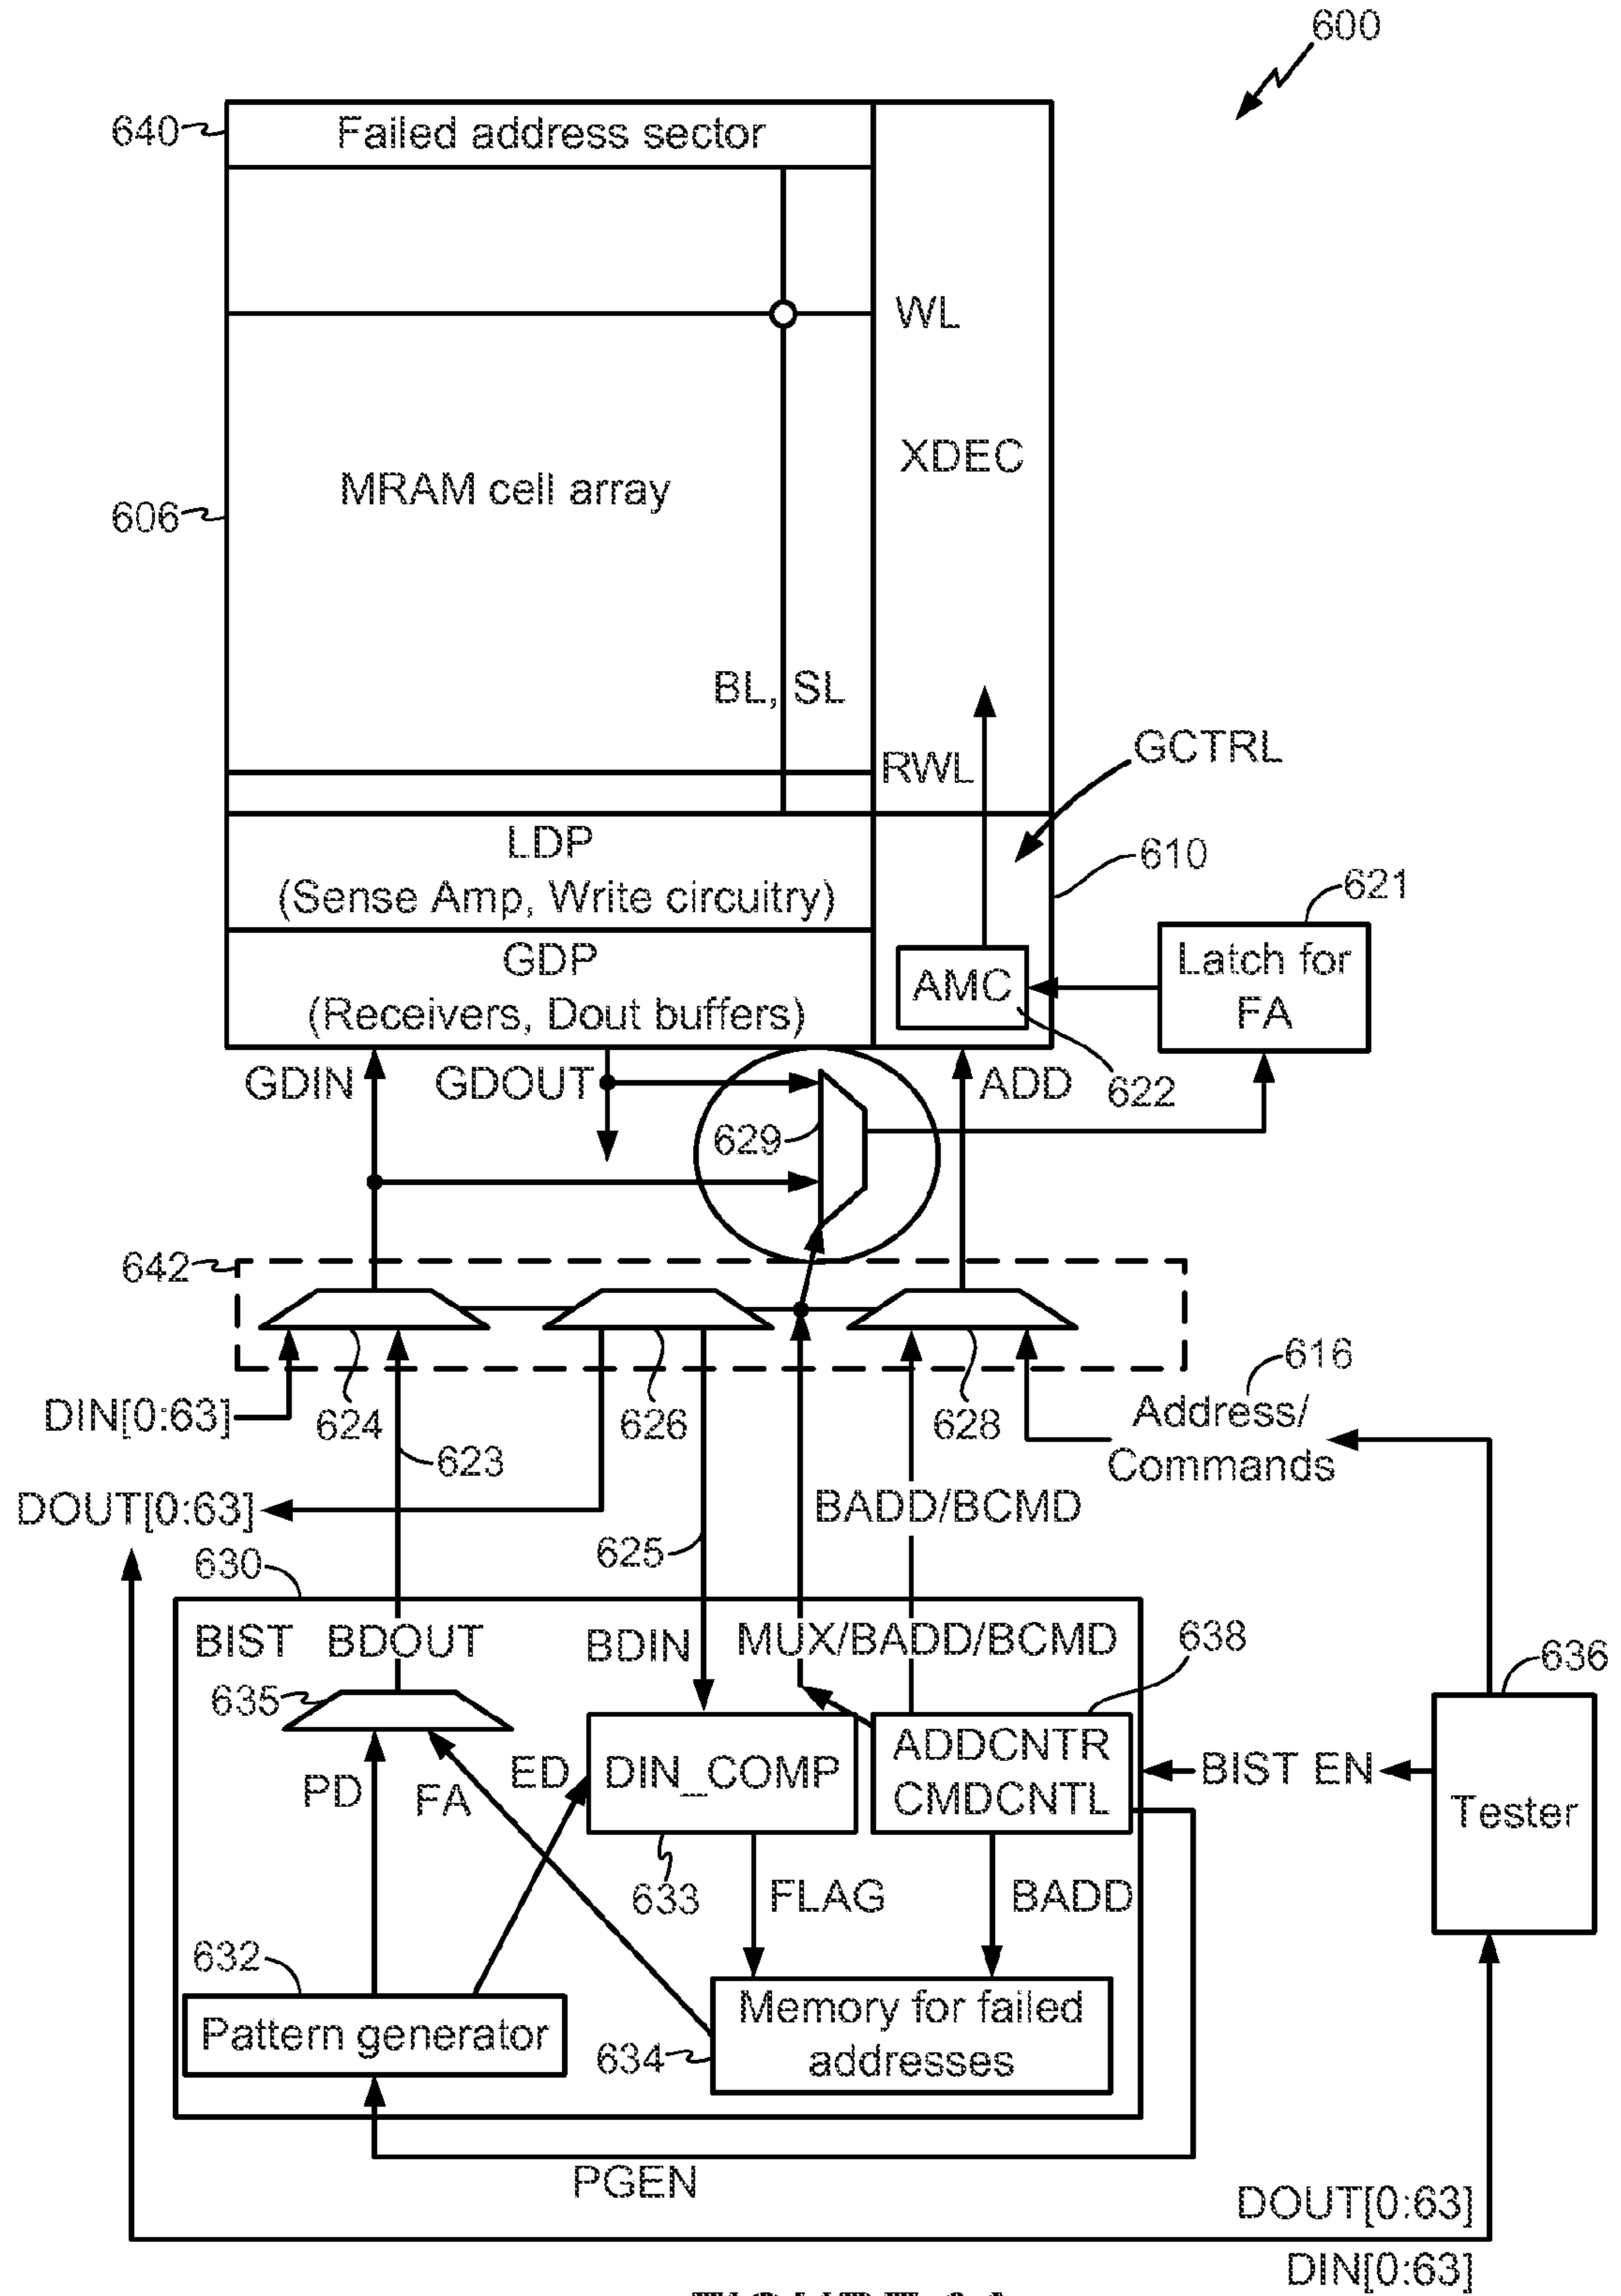 600
640
Failed address sector
WL
XDEC
MRAM cell array
606
BL, SL
RWL
GCTRL
LDP
(Sense Amp, Write circuitry)
610
621
GDP
(Receivers, Dout buffers)
AMC
Latch for
FA
GDIN
GDOUT
ADD
622
629
642
616
DIN[0:63]
624
626
628
Address/
Commands
623
DOUT[0:63]
BADD/BCMD
625
630
BIST
BDOUT
BDIN
MUX/BADD/BCMD
638
636
635
ADDCNTR
CMDCNTL
DIN_COMP
ED
PD
FA
BIST EN
Tester
633
FLAG
BADD
632
Pattern generator
634
Memory for failed
addresses
PGEN
DOUT[0:63]
DIN[0:63]